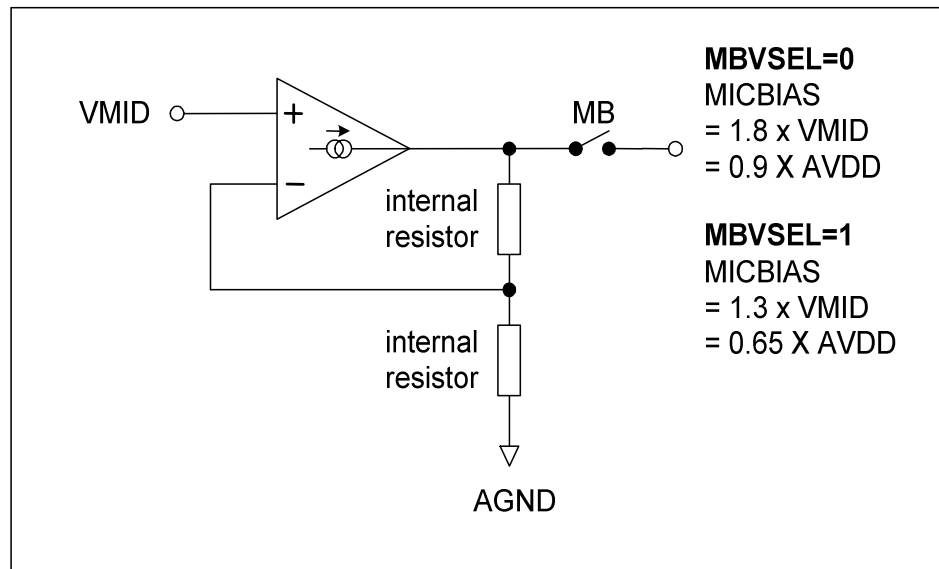 VMID
+
−
MB
internal
resistor
internal
resistor
AGND
MBVSEL=0
MICBIAS
= 1.8 x VMID
= 0.9 X AVDD
MBVSEL=1
MICBIAS
= 1.3 x VMID
= 0.65 X AVDD